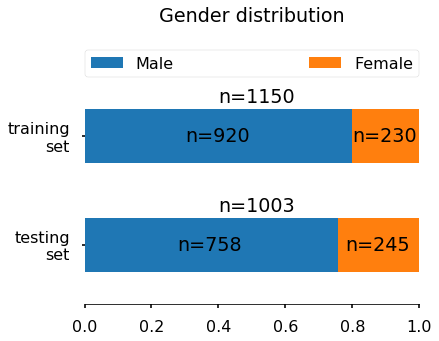 Gender distribution
Male Female
n=1150
training
set
n=920 n=230
n=1003
testing
set
n=758 n=245
0.0 0.2 0.4 0.6 0.8 1.0